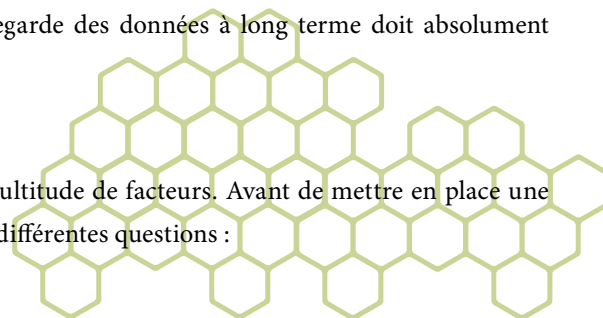 egarde des données à long terme doit absolument
ultitude de facteurs. Avant de mettre en place une
différentes questions :